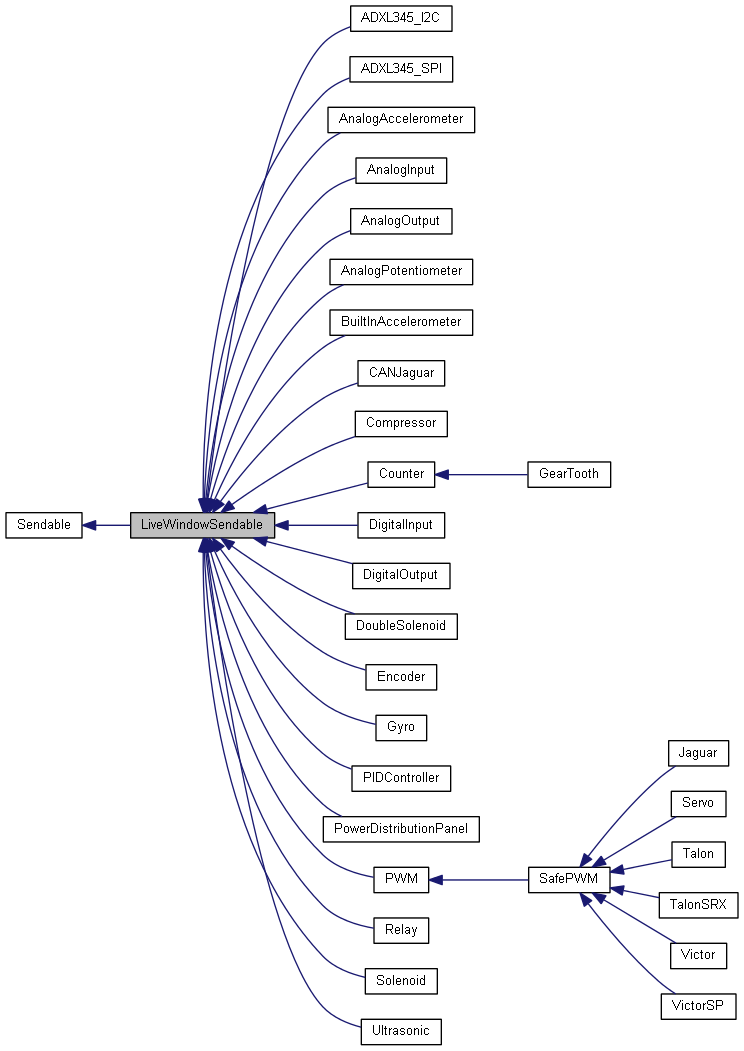 ADXL345_I2C
ADXL345_SPI
AnalogAccelerometer
AnalogInput
AnalogOutput
AnalogPotentiometer
BuiltInAccelerometer
CANJaguar
Compressor
Counter
GearTooth
Sendable
LiveWindowSendable
DigitalInput
DigitalOutput
DoubleSolenoid
Encoder
Gyro
PIDController
PowerDistributionPanel
PWM
SafePWM
Jaguar
Servo
Talon
TalonSRX
Victor
VictorSP
Relay
Solenoid
Ultrasonic